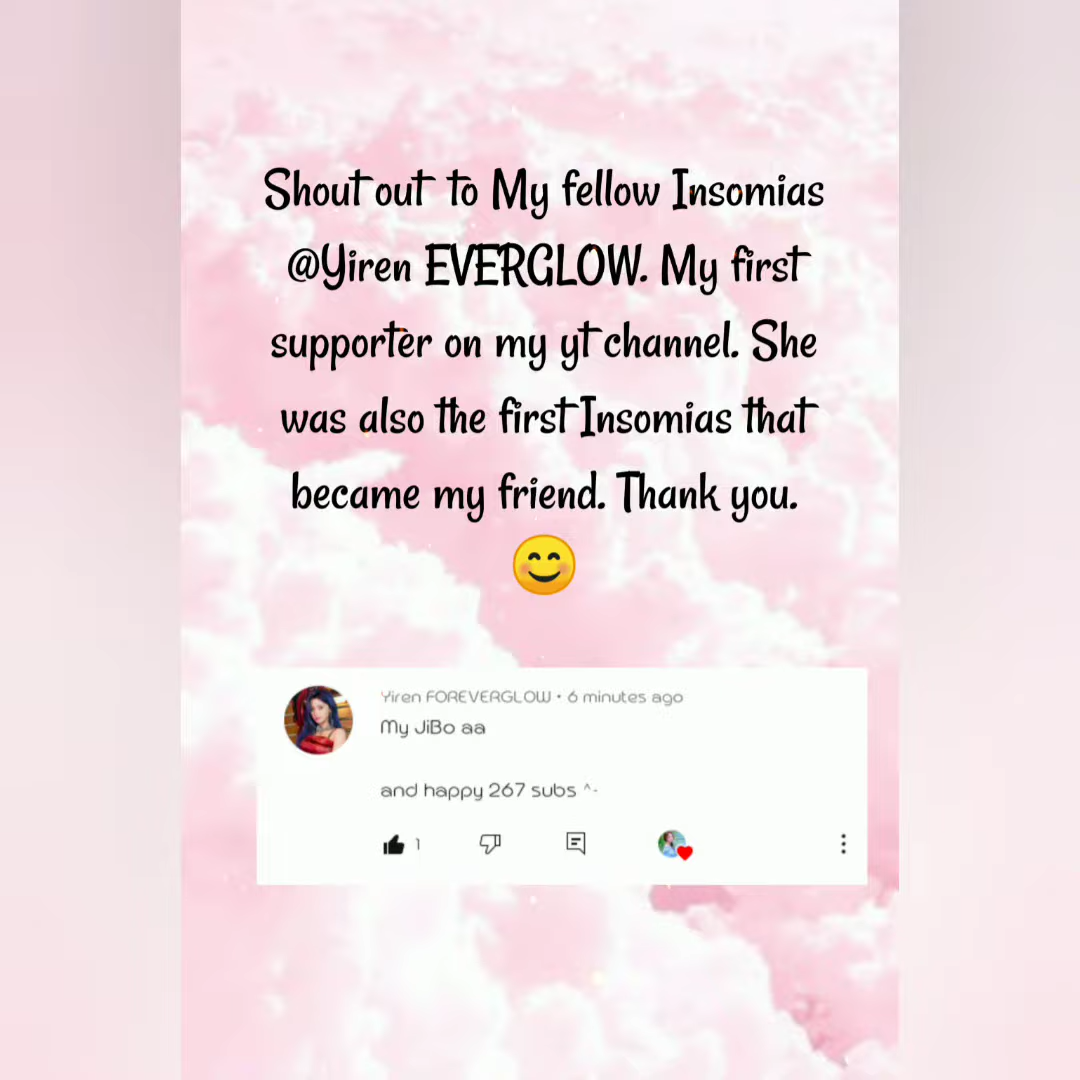 Shout out to My fellow Insomias
@Yiren EVERGLOW. My first
supporter on my yt channel. She
was also the first Insomias that
became my friend. Thank you.
😊
Yiren FOREVERGLOW • 6 minutes ago
My JiBo aa
and happy 267 subs ^-
1